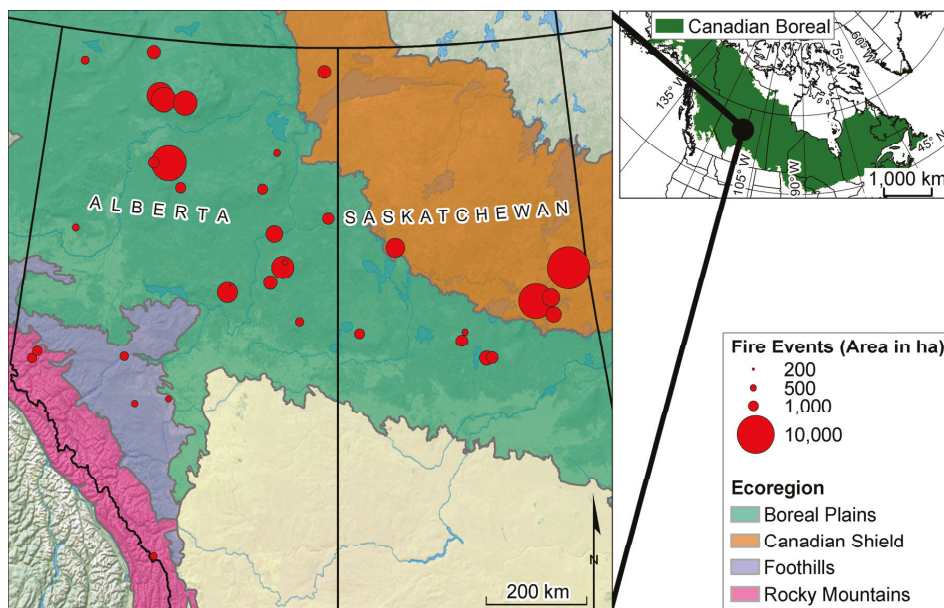 ALBERTA
SASKATCHEWAN
200 km
N
Canadian Boreal
135° W
60° W
75° W
45° N
105° W
90° W
1,000 km
Fire Events (Area in ha)
200
500
1,000
10,000
Ecoregion
Boreal Plains
Canadian Shield
Foothills
Rocky Mountains